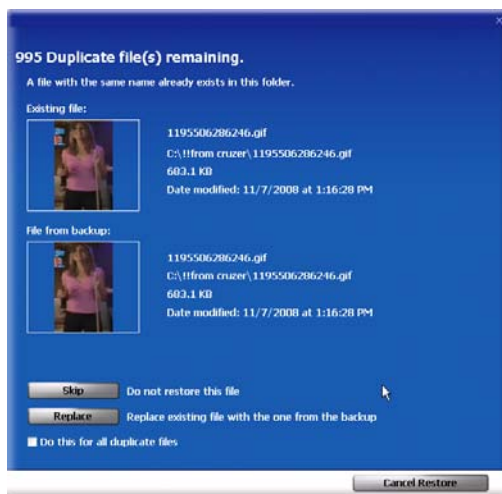 995 Duplicate file(s) remaining.
A file with the same name already exists in this folder.
Existing file:
1195506286246.gif
C:\!!from cruzer\1195506286246.gif
603.1 KB
Date modified: 11/7/2008 at 1:16:28 PM
File from backup:
1195506286246.gif
C:\!!from cruzer\1195506286246.gif
603.1 KB
Date modified: 11/7/2008 at 1:16:28 PM
Skip Do not restore this file
Replace Replace existing file with the one from the backup
Do this for all duplicate files
Cancel Restore